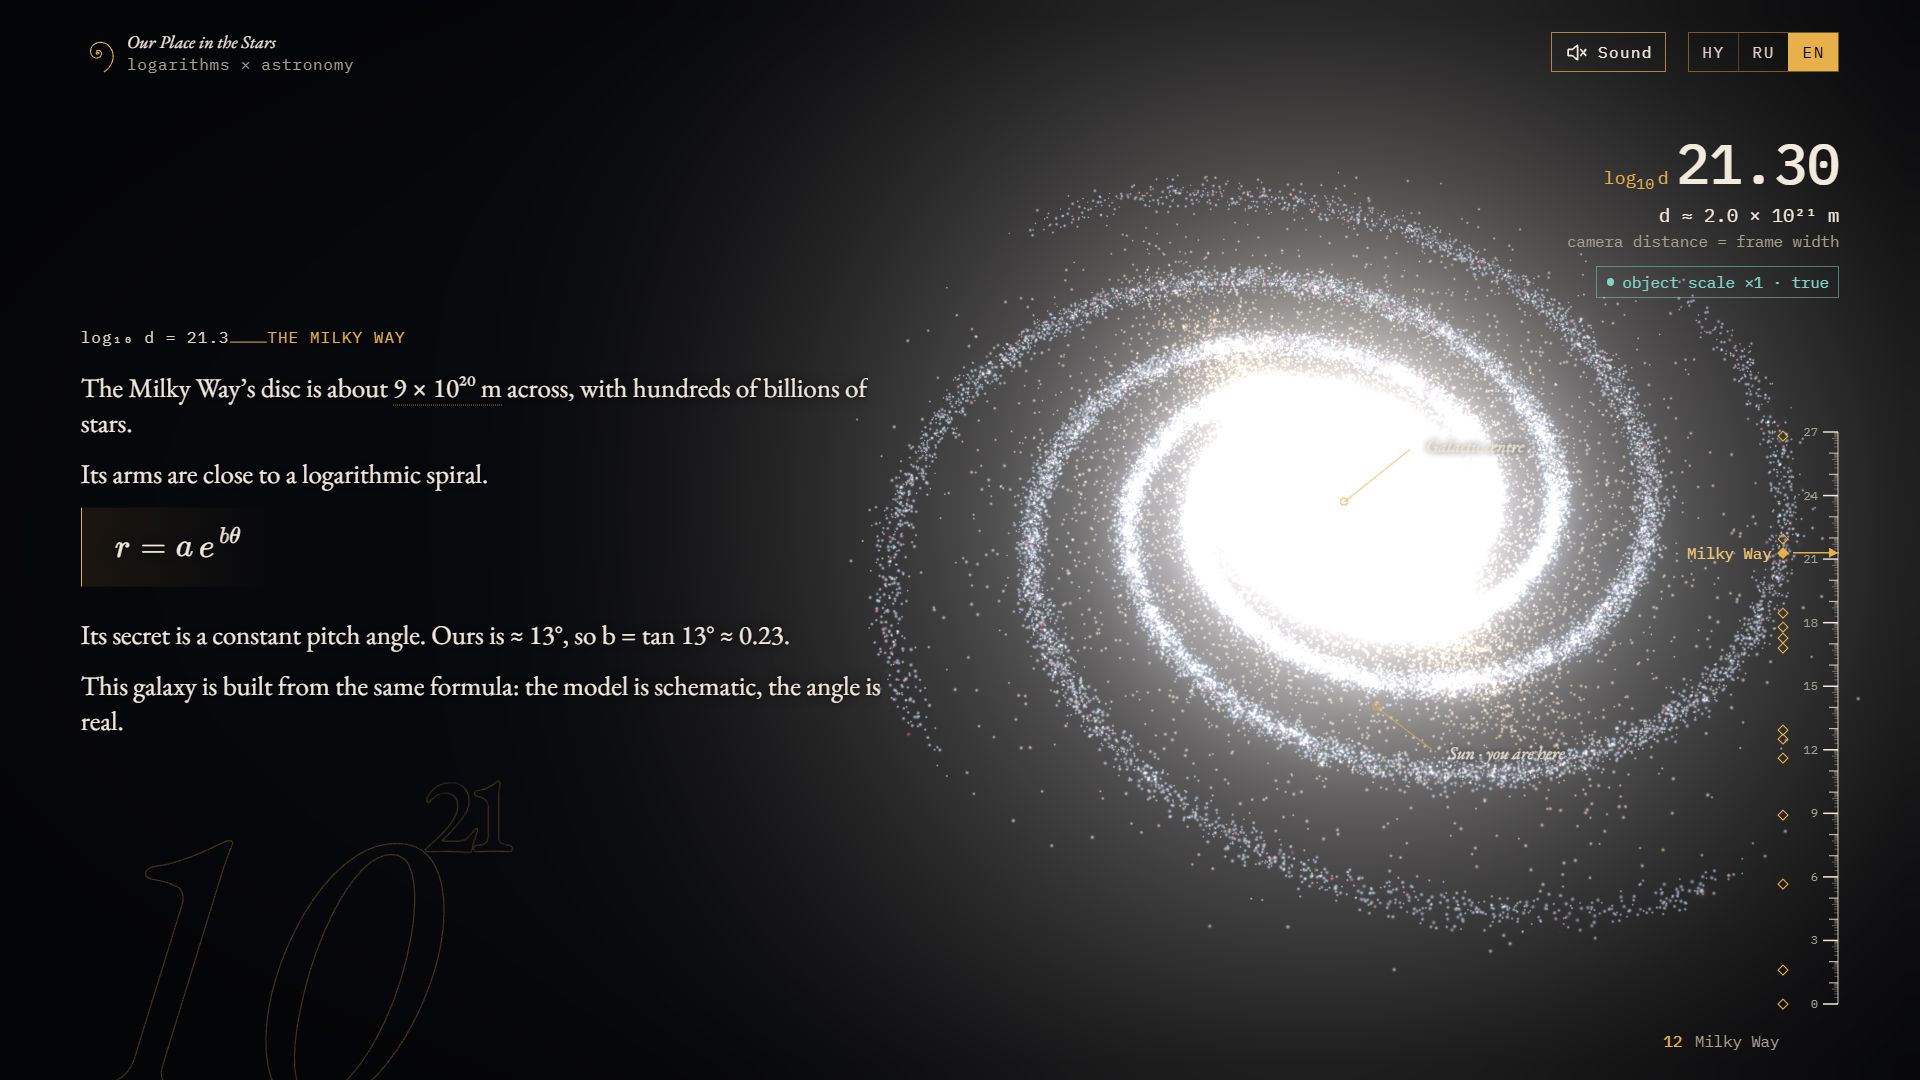 Our Place in the Stars
logarithms × astronomy
Sound
HY RU EN
log₁₀ d 21.30
d ≈ 2.0 × 10²¹ m
camera distance = frame width
object scale ×1 · true
log₁₀ d = 21.3 THE MILKY WAY
The Milky Way’s disc is about 9 × 10²⁰ m across, with hundreds of billions of
stars.
Its arms are close to a logarithmic spiral.
r = a e^{bθ}
Its secret is a constant pitch angle. Ours is ≈ 13°, so b = tan 13° ≈ 0.23.
This galaxy is built from the same formula: the model is schematic, the angle is
real.
10²¹
Galactic centre
Sun · you are here
27
24
Milky Way
21
18
15
12
9
6
3
0
12 Milky Way